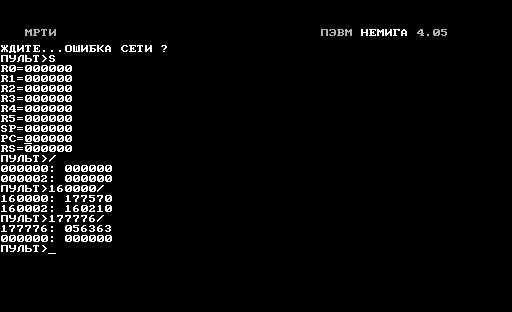 МРТИ ПЭВМ НЕМИГА 4.05
ЖДИТЕ...ОШИБКА СЕТИ ?
ПУЛЬТ>S
R0=000000
R1=000000
R2=000000
R3=000000
R4=000000
R5=000000
SP=000000
PC=000000
RS=000000
ПУЛЬТ>/
000000: 000000
000002: 000000
ПУЛЬТ>160000/
160000: 177570
160002: 160210
ПУЛЬТ>177776/
177776: 056363
000000: 000000
ПУЛЬТ>_